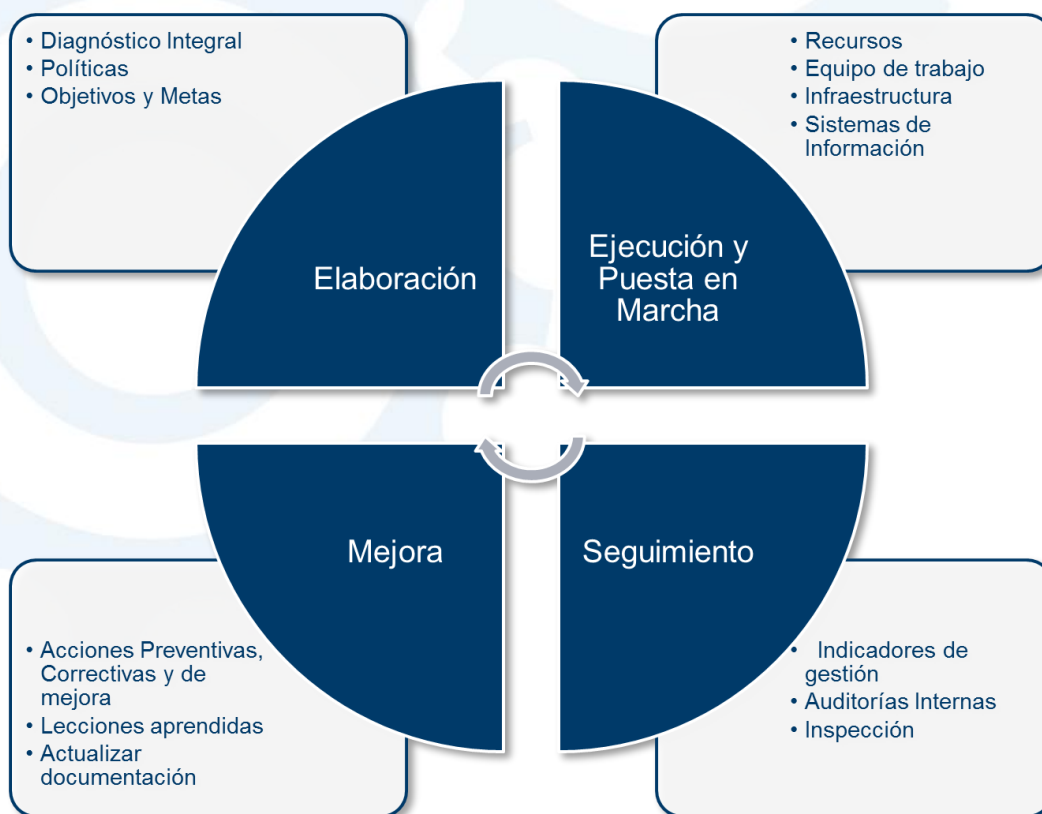 • Diagnóstico Integral
• Políticas
• Objetivos y Metas
• Recursos
• Equipo de trabajo
• Infraestructura
• Sistemas de
Información
Elaboración
Ejecución y
Puesta en
Marcha
Mejora
Seguimiento
• Acciones Preventivas,
Correctivas y de
mejora
• Lecciones aprendidas
• Actualizar
documentación
• Indicadores de
gestión
• Auditorías Internas
• Inspección